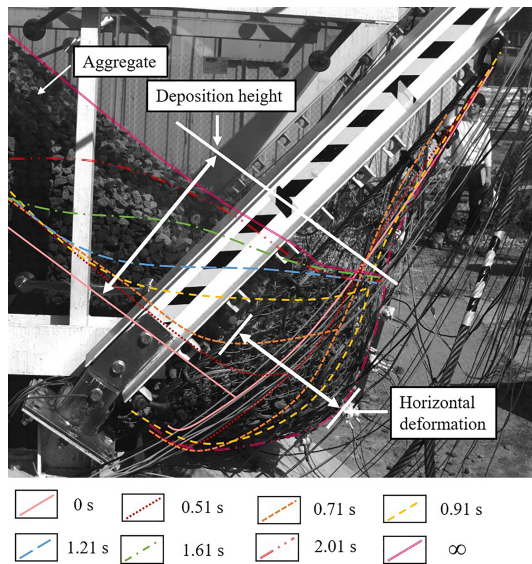 Aggregate
Deposition height
Horizontal
deformation
0 s
0.51 s
0.71 s
0.91 s
1.21 s
1.61 s
2.01 s
∞